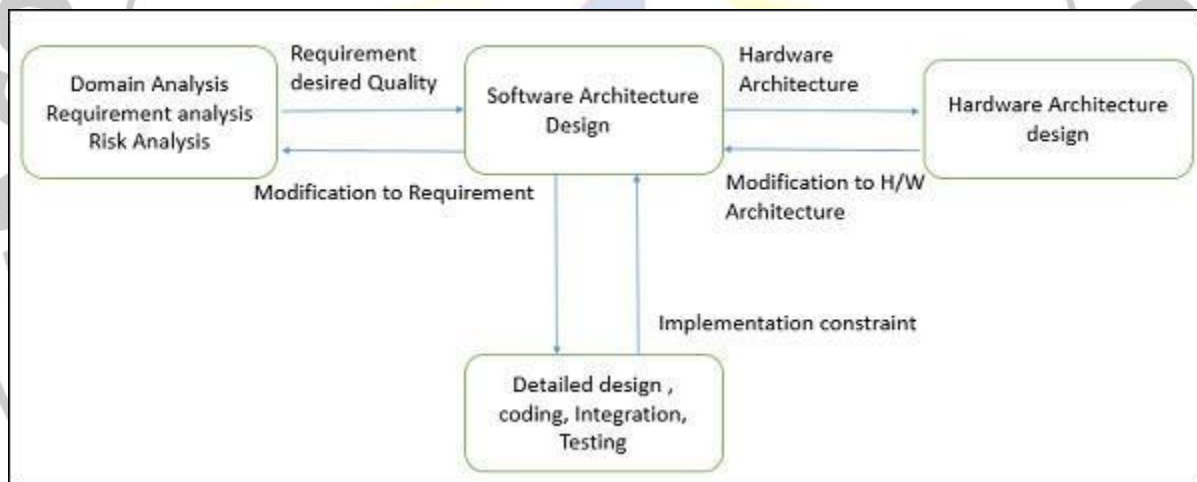 Domain Analysis
Requirement analysis
Risk Analysis
Requirement
desired Quality
Modification to Requirement
Software Architecture
Design
Hardware
Architecture
Modification to H/W
Architecture
Hardware Architecture
design
Implementation constraint
Detailed design ,
coding, Integration,
Testing